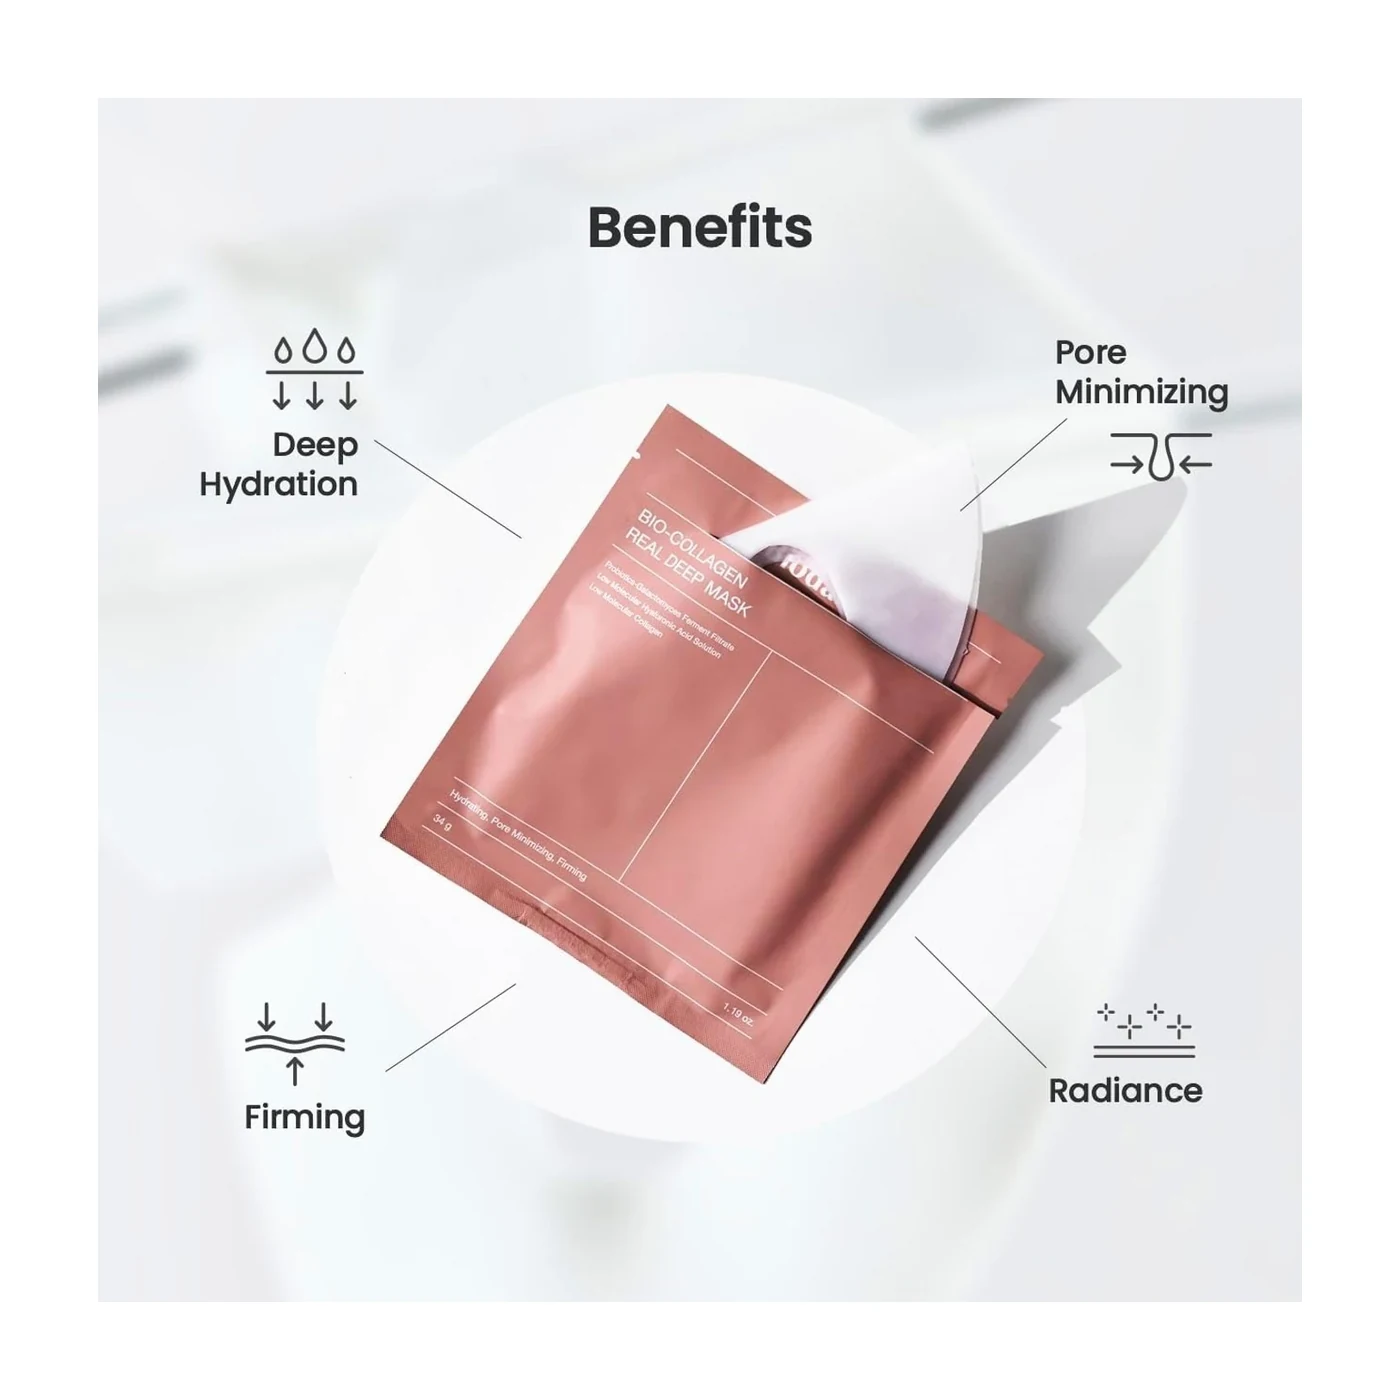 Benefits
Deep
Hydration
Pore
Minimizing
BIO-COLLAGEN
REAL DEEP MASK
Probiotics-Galactomyces Ferment Filtrate
Low Molecular Hyaluronic Acid Solution
Low Molecular Collagen
Hydrating, Pore Minimizing, Firming
34 g
1.19 oz.
Firming
Radiance